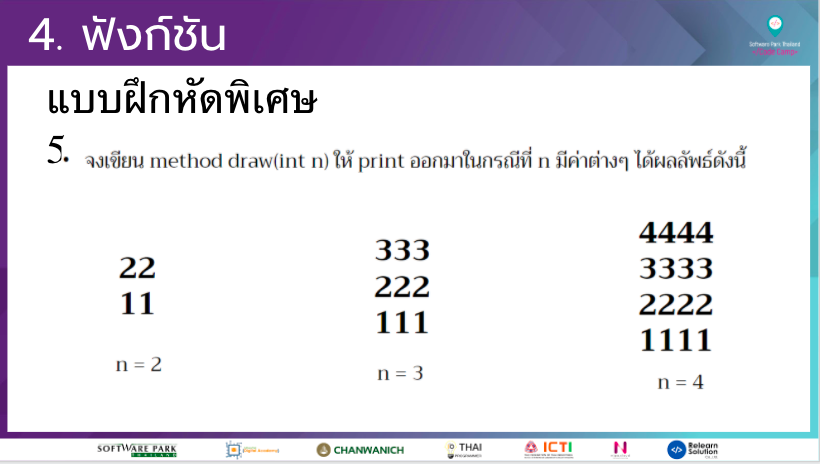 4. ฟังก์ชัน
Software Park Thailand
แบบฝึกหัดพิเศษ
5. จงเขียน method draw(int n) ให้ print ออกมาในกรณีที่ n มีค่าต่างๆ ได้ผลลัพธ์ดังนี้
22
11
n = 2
333
222
111
n = 3
4444
3333
2222
1111
n = 4
SOFTWARE PARK
THAILAND
CHANWANICH
THAI
ICTI
N
Relearn
Solution